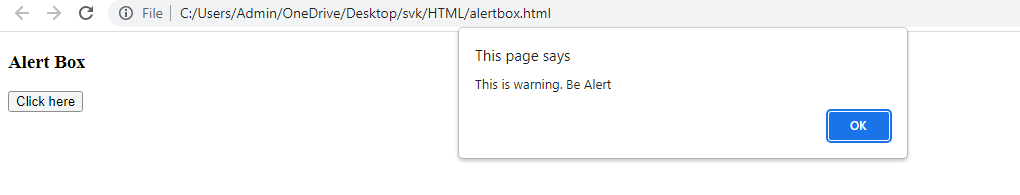 File | C:/Users/Admin/OneDrive/Desktop/svk/HTML/alertbox.html
This page says
Alert Box
This is warning. Be Alert
Click here
OK